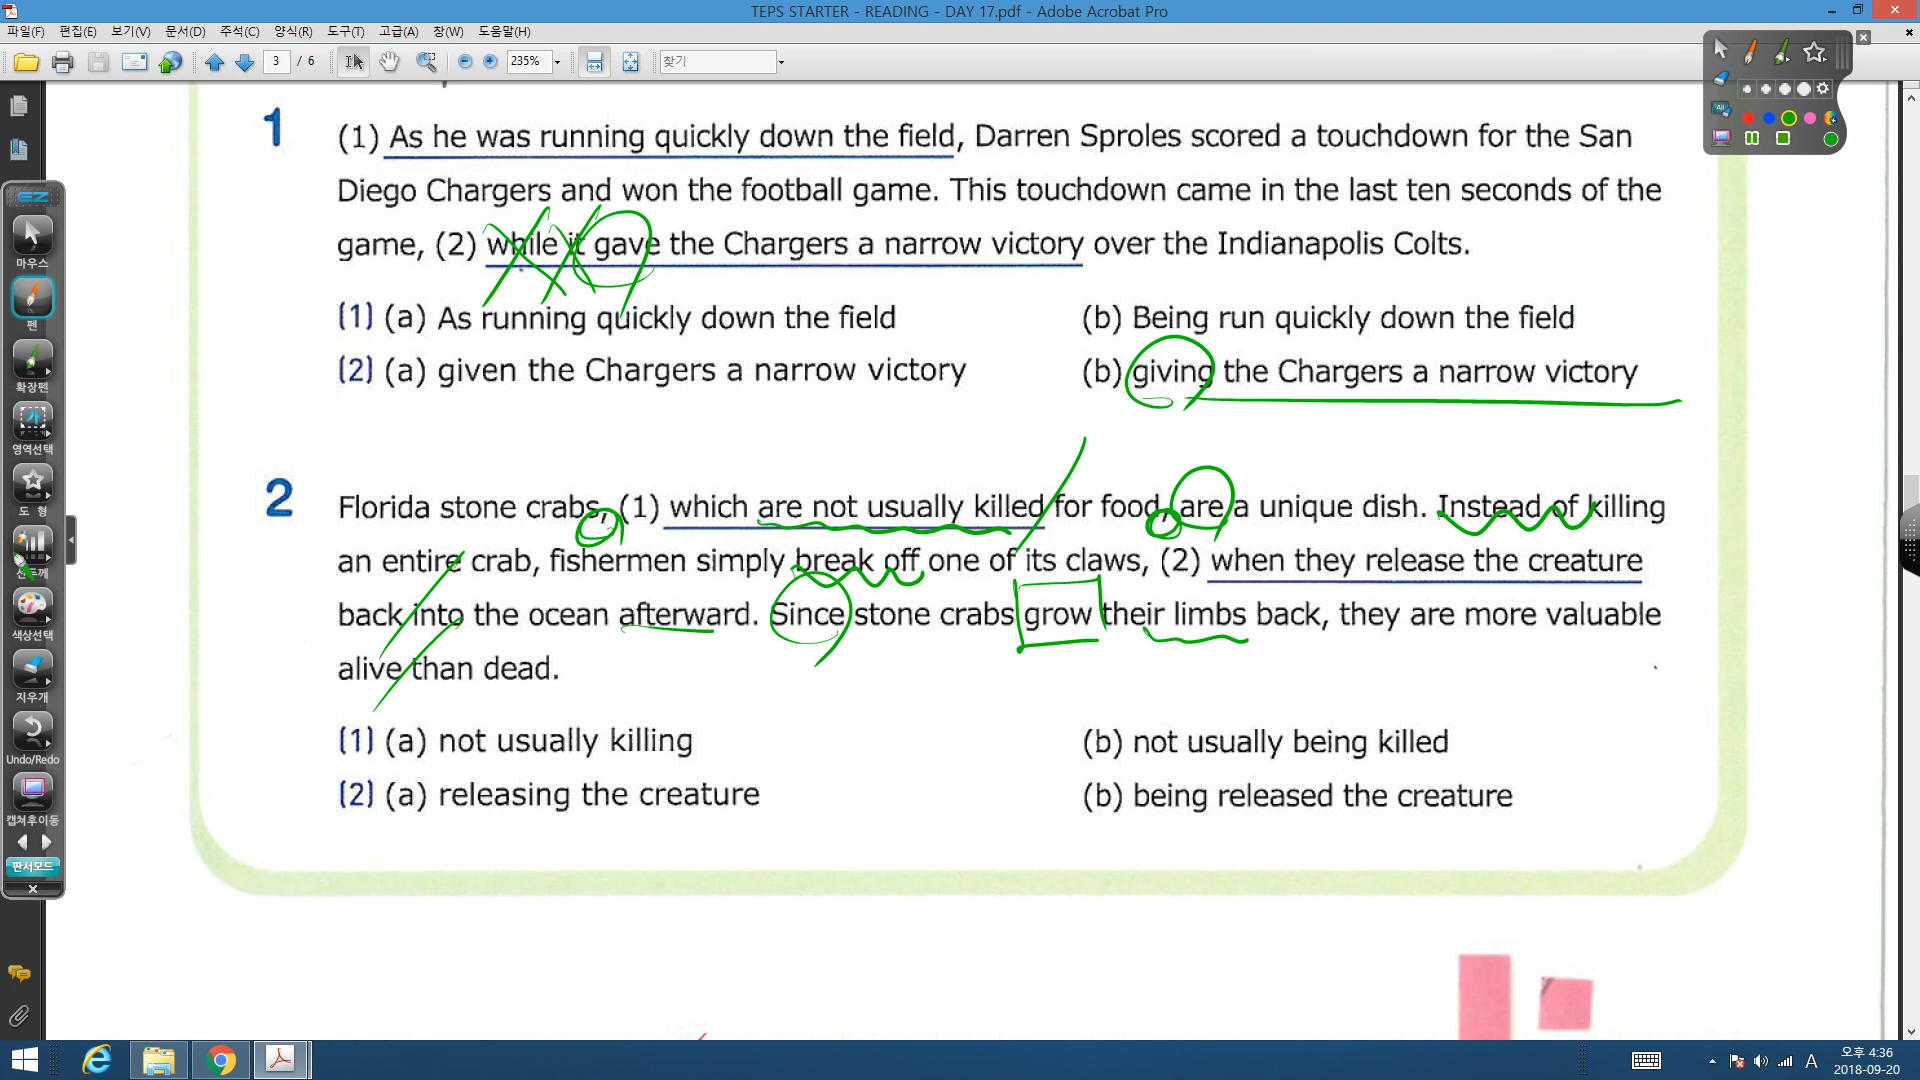 TEPS STARTER - READING - DAY 17.pdf - Adobe Acrobat Pro
파일(F) 편집(E) 보기(V) 문서(D) 주석(C) 양식(R) 도구(T) 고급(A) 창(W) 도움말(H)
3 / 6 235% 찾기
1
(1) As he was running quickly down the field, Darren Sproles scored a touchdown for the San
Diego Chargers and won the football game. This touchdown came in the last ten seconds of the
game, (2) while it gave the Chargers a narrow victory over the Indianapolis Colts.
(1) (a) As running quickly down the field (b) Being run quickly down the field
(2) (a) given the Chargers a narrow victory (b) giving the Chargers a narrow victory
2
Florida stone crabs, (1) which are not usually killed for food, are a unique dish. Instead of killing
an entire crab, fishermen simply break off one of its claws, (2) when they release the creature
back into the ocean afterward. Since stone crabs grow their limbs back, they are more valuable
alive than dead.
(1) (a) not usually killing (b) not usually being killed
(2) (a) releasing the creature (b) being released the creature
EZ
마우스
펜
확장펜
영역선택
도 형
색상선택
지우개
Undo/Redo
캡쳐후이동
판서모드
All
A
오후 4:36
2018-09-20